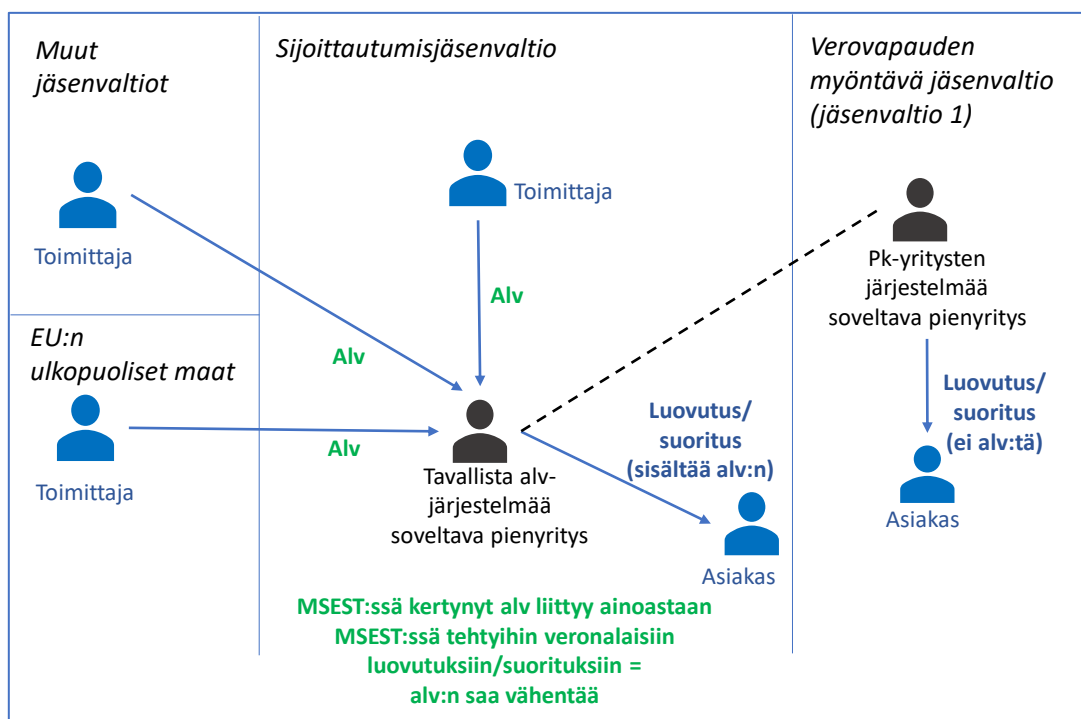 Muut
jäsenvaltiot
Toimittaja
EU:n
ulkopuoliset maat
Toimittaja
Sijoittautumisjäsenvaltio
Toimittaja
Alv
Alv
Alv
Tavallista alv-
järjestelmää
soveltava pienyritys
Luovutus/
suoritus
(sisältää alv:n)
Asiakas
MSEST:ssä kertynyt alv liittyy ainoastaan
MSEST:ssä tehtyihin veronalaisiin
luovutuksiin/suorituksiin =
alv:n saa vähentää
Verovapauden
myöntävä jäsenvaltio
(jäsenvaltio 1)
Pk-yritysten
järjestelmää
soveltava pienyritys
Luovutus/
suoritus
(ei alv:tä)
Asiakas